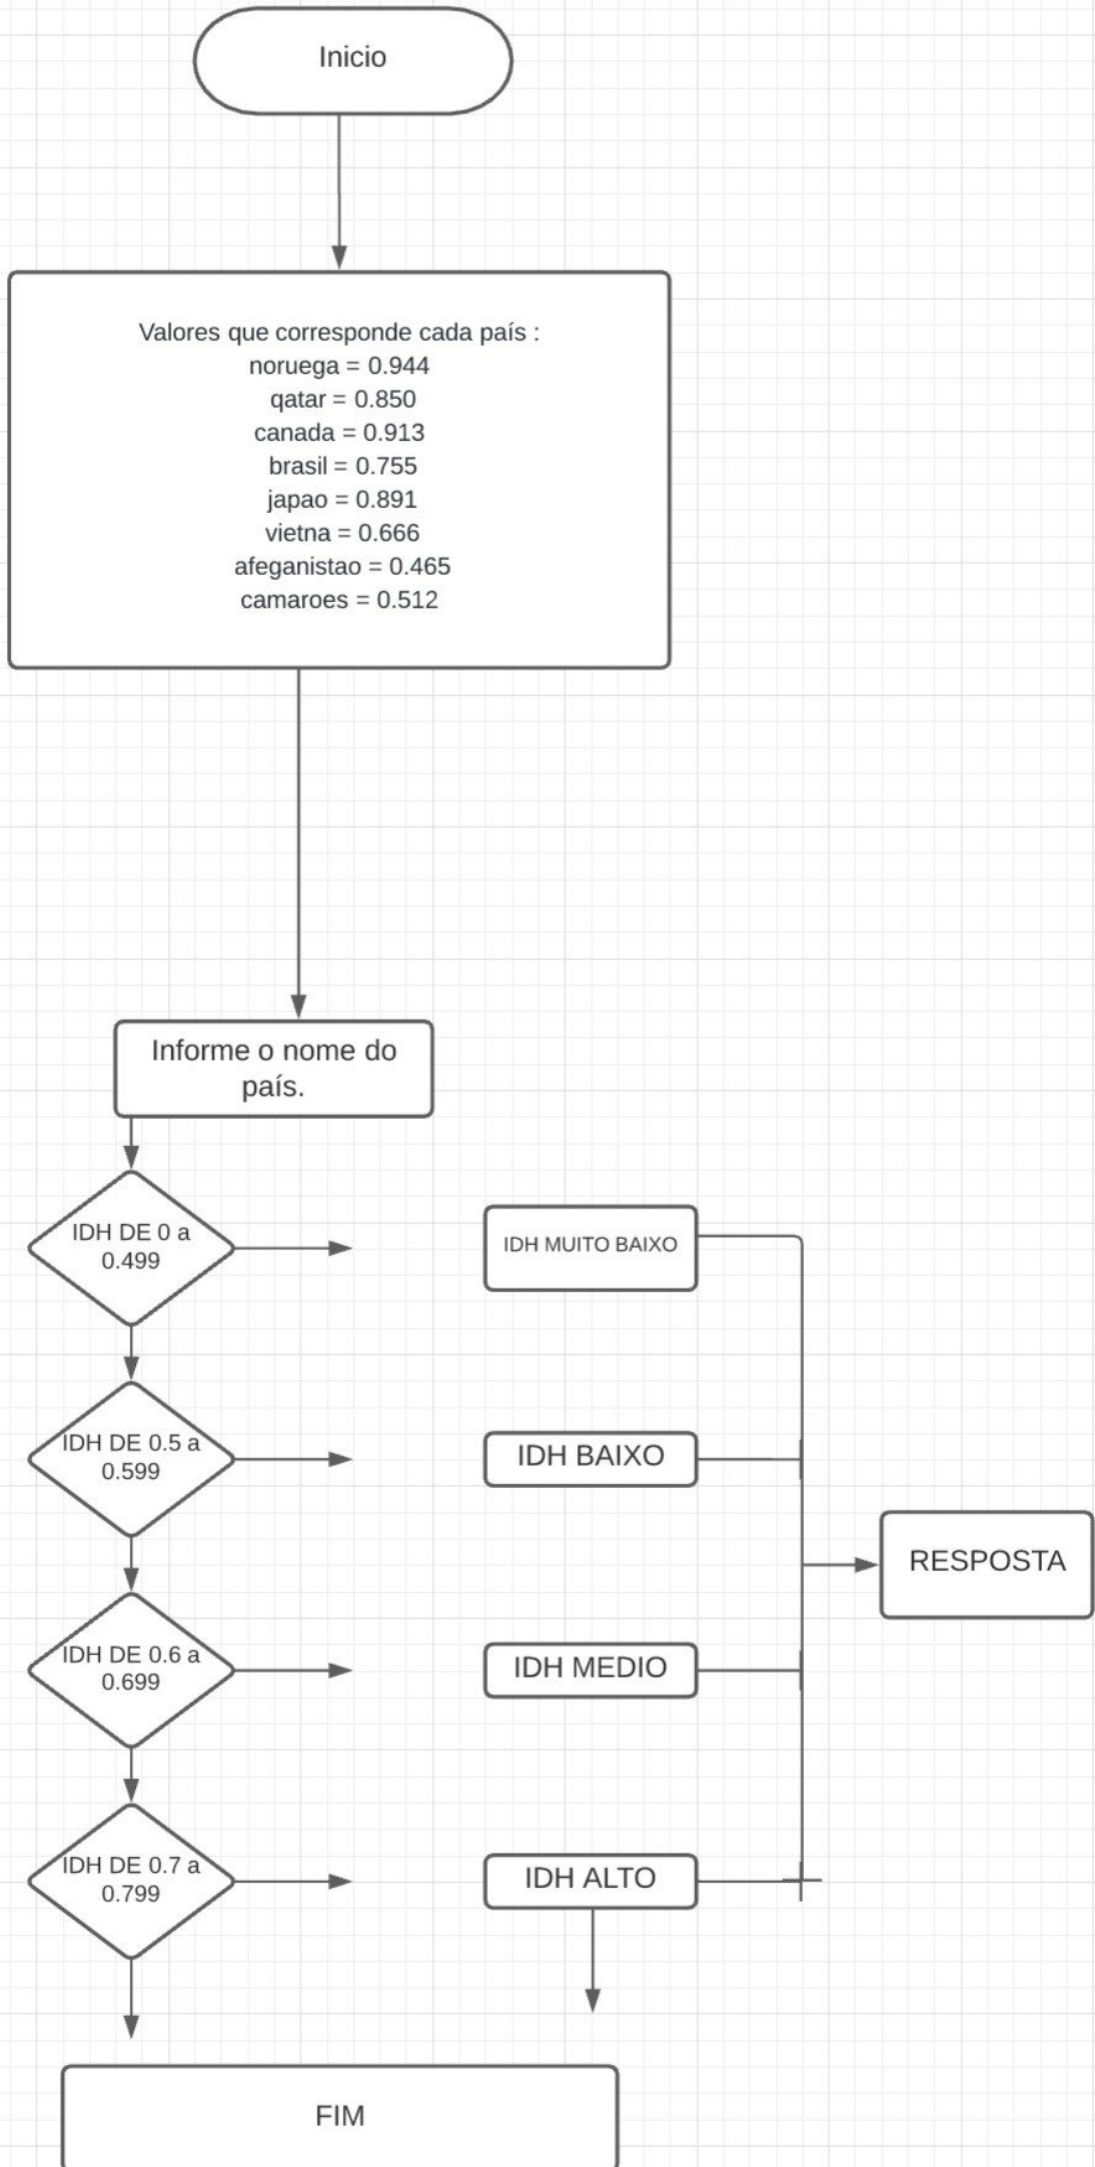 Inicio
Valores que corresponde cada país :
noruega = 0.944
qatar = 0.850
canada = 0.913
brasil = 0.755
japao = 0.891
vietna = 0.666
afeganistao = 0.465
camaroes = 0.512
Informe o nome do
país.
IDH DE 0 a
0.499
IDH MUITO BAIXO
IDH DE 0.5 a
0.599
IDH BAIXO
RESPOSTA
IDH DE 0.6 a
0.699
IDH MEDIO
IDH DE 0.7 a
0.799
IDH ALTO
FIM